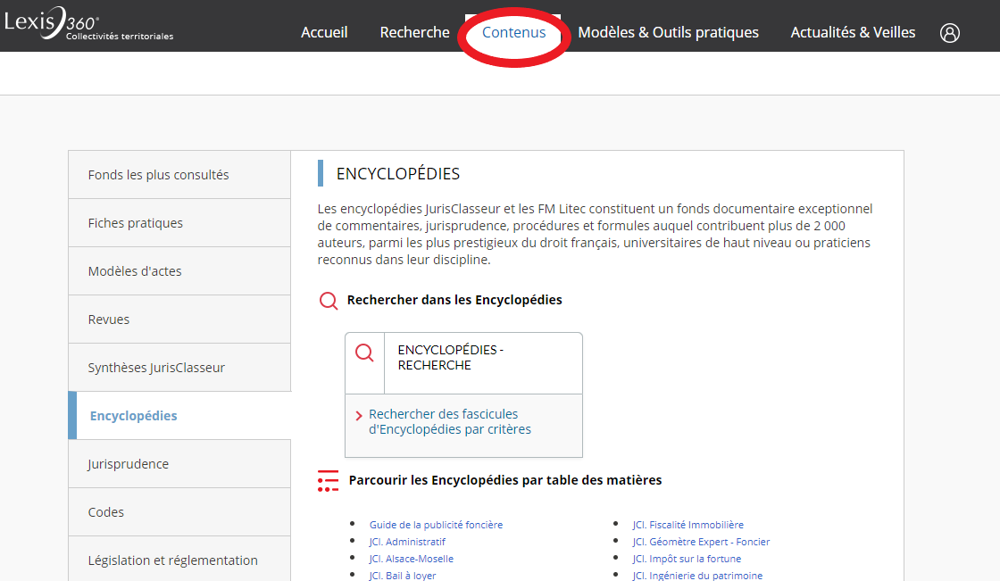 Lexis 360®
Collectivités territoriales
Accueil
Recherche
Contenus
Modèles & Outils pratiques
Actualités & Veilles
Fonds les plus consultés
Fiches pratiques
Modèles d'actes
Revues
Synthèses JurisClasseur
Encyclopédies
Jurisprudence
Codes
Législation et réglementation
ENCYCLOPÉDIES
Les encyclopédies JurisClasseur et les FM Litec constituent un fonds documentaire exceptionnel
de commentaires, jurisprudence, procédures et formules auquel contribuent plus de 2 000
auteurs, parmi les plus prestigieux du droit français, universitaires de haut niveau ou praticiens
reconnus dans leur discipline.
Rechercher dans les Encyclopédies
ENCYCLOPÉDIES -
RECHERCHE
Rechercher des fascicules
d'Encyclopédies par critères
Parcourir les Encyclopédies par table des matières
Guide de la publicité foncière
JCl. Administratif
JCl. Alsace-Moselle
JCl. Bail à loyer
JCl. Fiscalité Immobilière
JCl. Géomètre Expert - Foncier
JCl. Impôt sur la fortune
JCl. Ingénierie du patrimoine